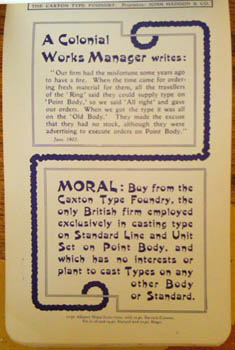 THE CAXTON TYPE FOUNDRY. Proprietor: JOHN HADDON & CO.
A Colonial
Works Manager writes:
"Our firm had the misfortune some years ago
to have a fire. When the time came for order-
ing fresh material for them, all the travellers
of the 'Ring' said they could supply type on
'Point Body,' so we said 'All right' and gave
our orders. When we got the type it was all
on the 'Old Body.' They made the excuse
that they had no stock, although they were
advertising to execute orders on Point Body."
June, 1903.
MORAL: Buy from the
Caxton Type Foundry, the
only British firm employed
exclusively in casting type
on Standard Line and Unit
Set on Point Body, and
which has no interests or
plant to cast Types on any
other Body
or Standard.